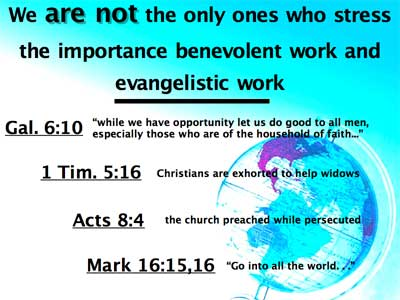 We are not the only ones who stress
the importance benevolent work and
evangelistic work
Gal. 6:10 “while we have opportunity let us do good to all men,
especially those who are of the household of faith...”
1 Tim. 5:16 Christians are exhorted to help widows
Acts 8:4 the church preached while persecuted
Mark 16:15,16 “Go into all the world. . .”